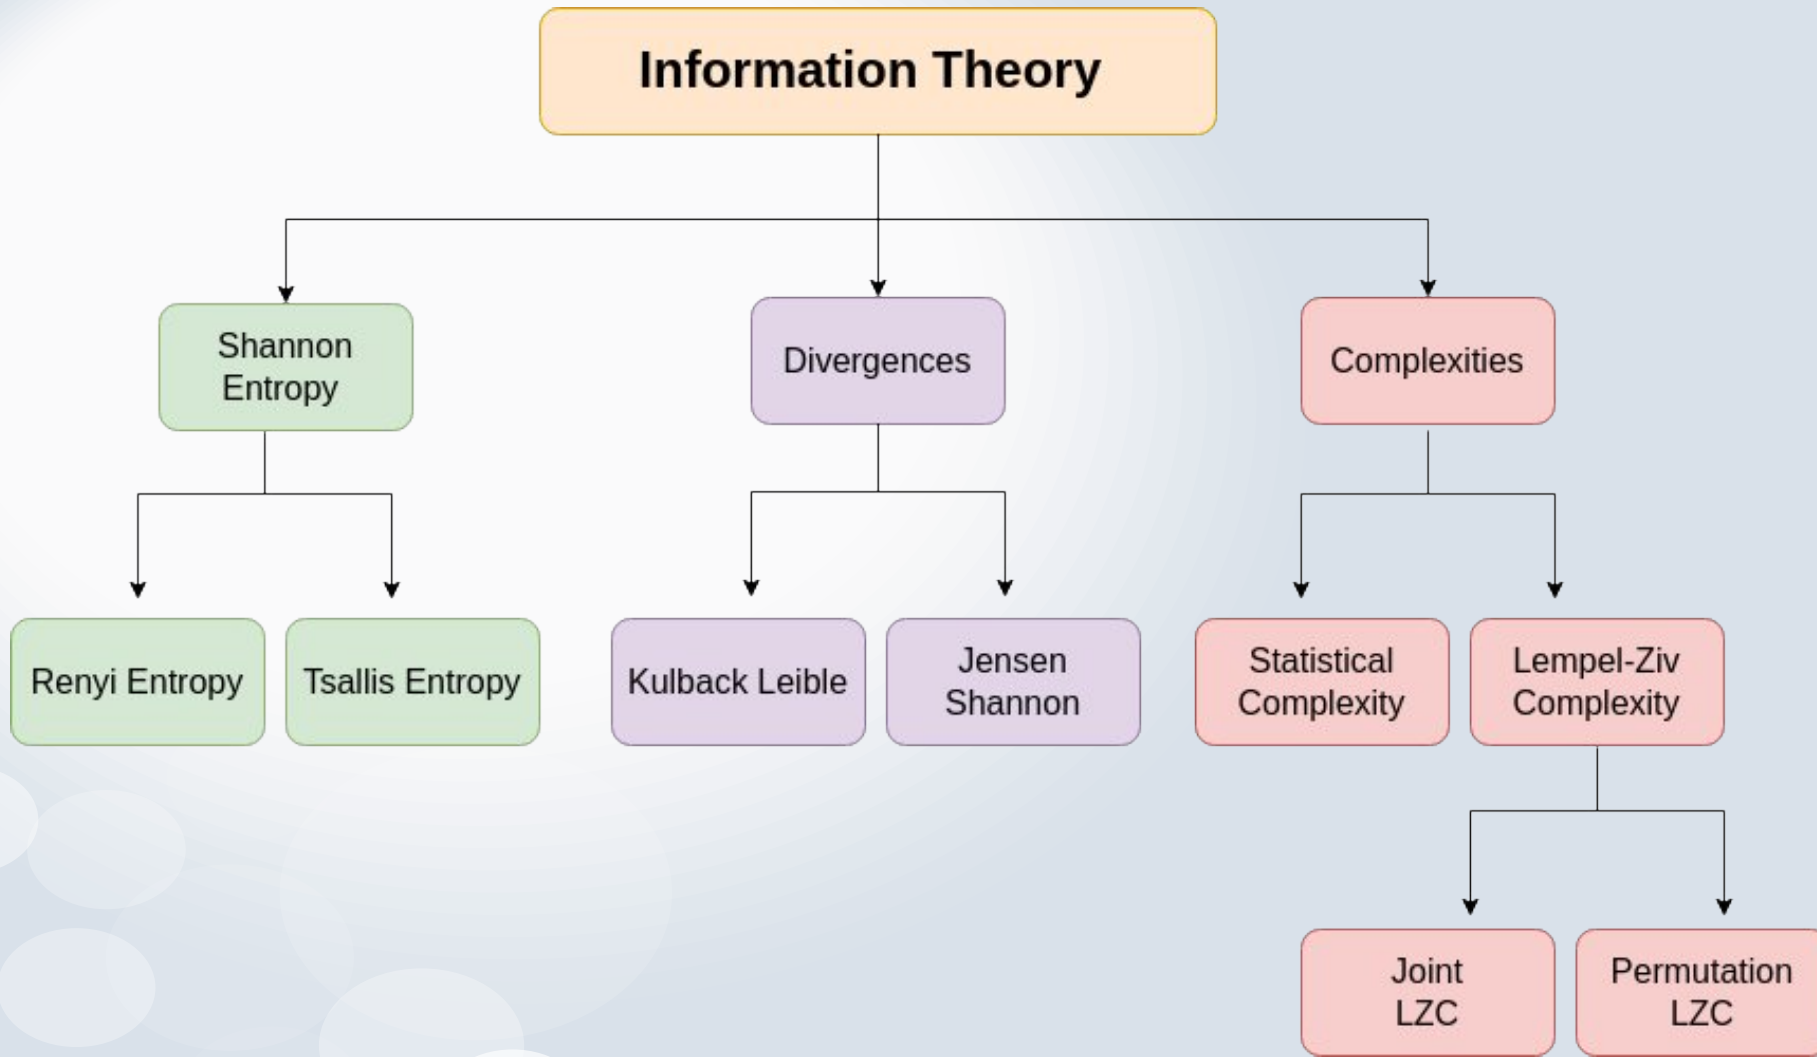 Information Theory
Shannon
Entropy
Divergences
Complexities
Renyi Entropy
Tsallis Entropy
Kulback Leible
Jensen
Shannon
Statistical
Complexity
Lempel-Ziv
Complexity
Joint
LZC
Permutation
LZC